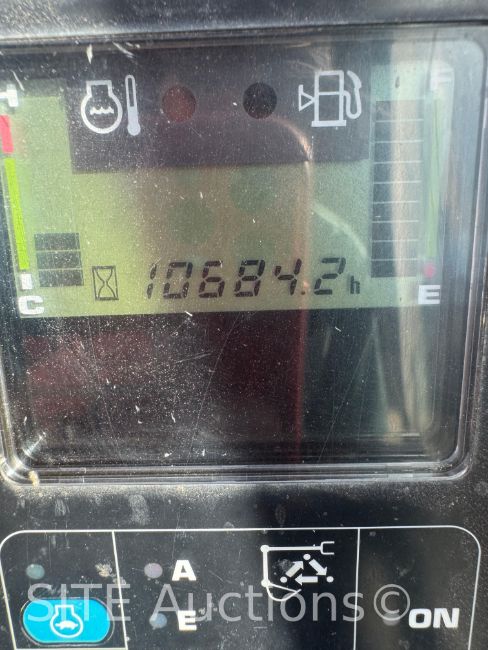 H
F
10684.2h
C
E
A
E
ON
SITE Auctions©